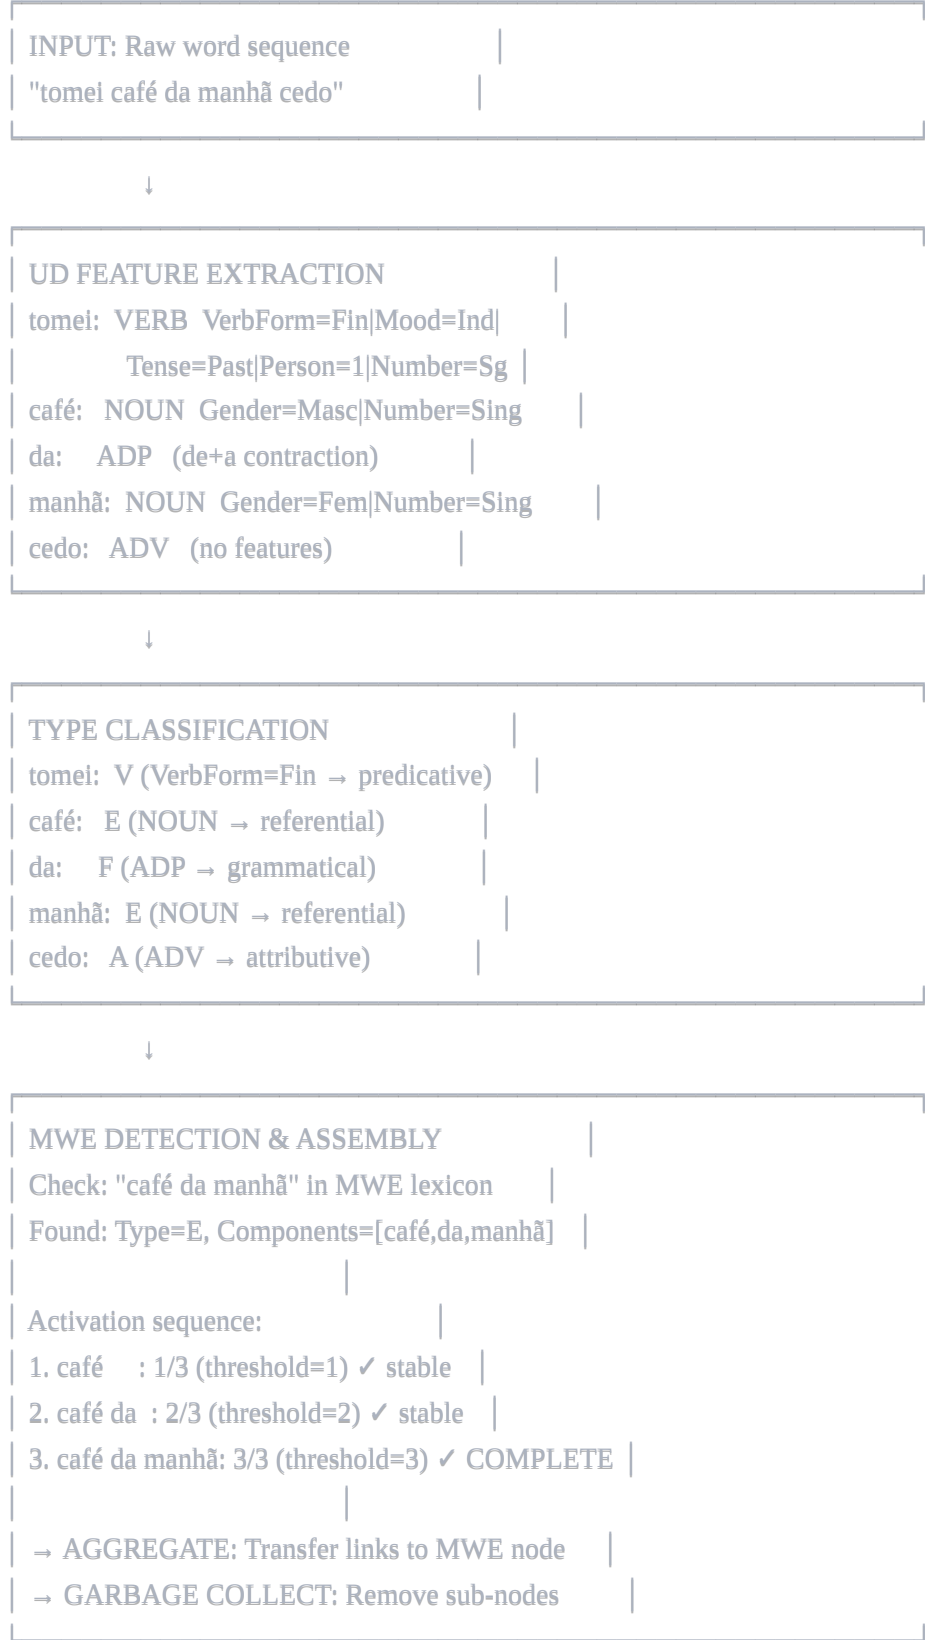 INPUT: Raw word sequence
"tomei café da manhã cedo"
↓
UD FEATURE EXTRACTION
tomei: VERB VerbForm=Fin|Mood=Ind|
Tense=Past|Person=1|Number=Sg
café: NOUN Gender=Masc|Number=Sing
da: ADP (de+a contraction)
manhã: NOUN Gender=Fem|Number=Sing
cedo: ADV (no features)
↓
TYPE CLASSIFICATION
tomei: V (VerbForm=Fin → predicative)
café: E (NOUN → referential)
da: F (ADP → grammatical)
manhã: E (NOUN → referential)
cedo: A (ADV → attributive)
↓
MWE DETECTION & ASSEMBLY
Check: "café da manhã" in MWE lexicon
Found: Type=E, Components=[café,da,manhã]
Activation sequence:
1. café : 1/3 (threshold=1) ✓ stable
2. café da : 2/3 (threshold=2) ✓ stable
3. café da manhã: 3/3 (threshold=3) ✓ COMPLETE
→ AGGREGATE: Transfer links to MWE node
→ GARBAGE COLLECT: Remove sub-nodes